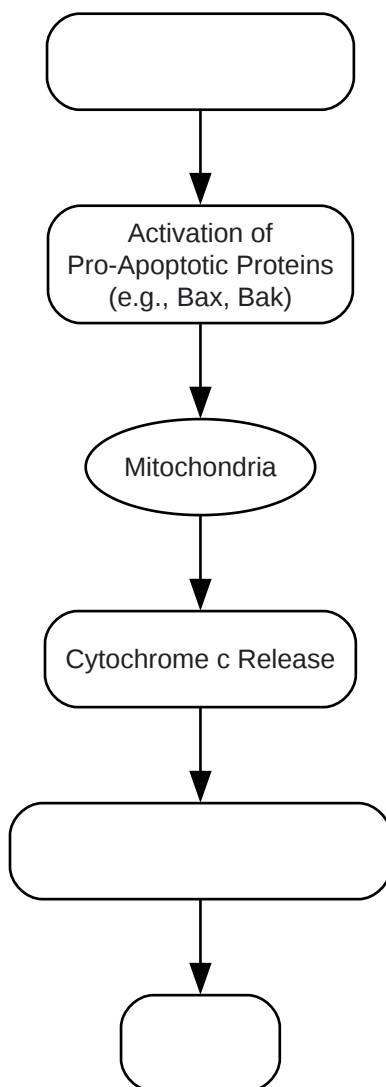 Activation of
Pro-Apoptotic Proteins
(e.g., Bax, Bak)
Mitochondria
Cytochrome c Release